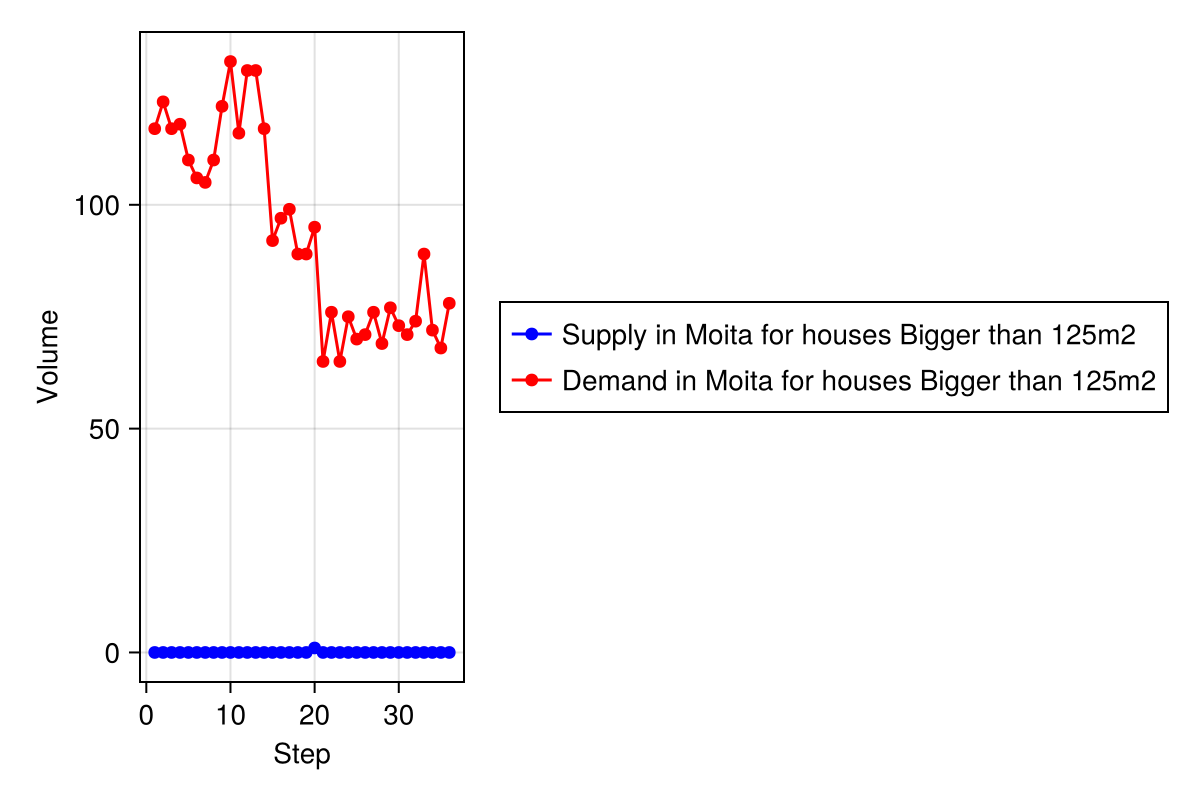 Volume
100
50
0
0 10 20 30
Step
Supply in Moita for houses Bigger than 125m2
Demand in Moita for houses Bigger than 125m2